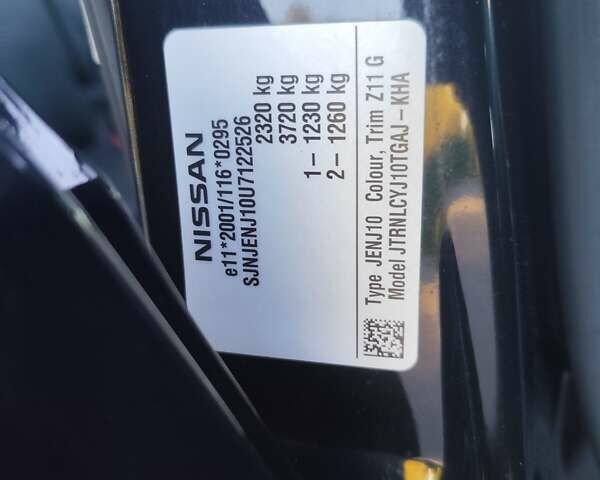 NISSAN
e11*2001/116*0295
SJNJENJ10U7122526
2320 kg
3720 kg
1– 1230 kg
2– 1260 kg
Type JENJ10 Colour, Trim Z11 G
Model JTRNLCYJ10TGAJ – KHA